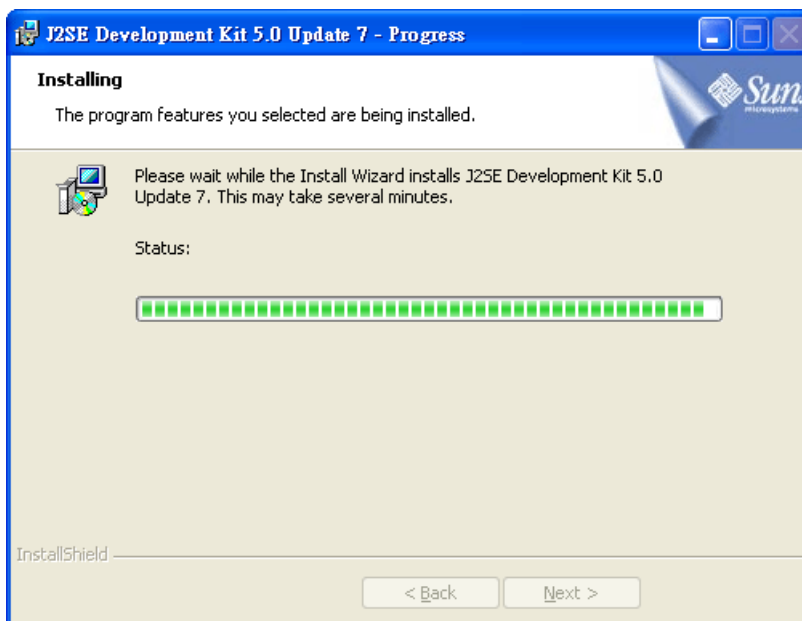 J2SE Development Kit 5.0 Update 7 - Progress
Installing
The program features you selected are being installed.
Sun
microsystems
Please wait while the Install Wizard installs J2SE Development Kit 5.0
Update 7. This may take several minutes.
Status:
InstallShield
< Back
Next >